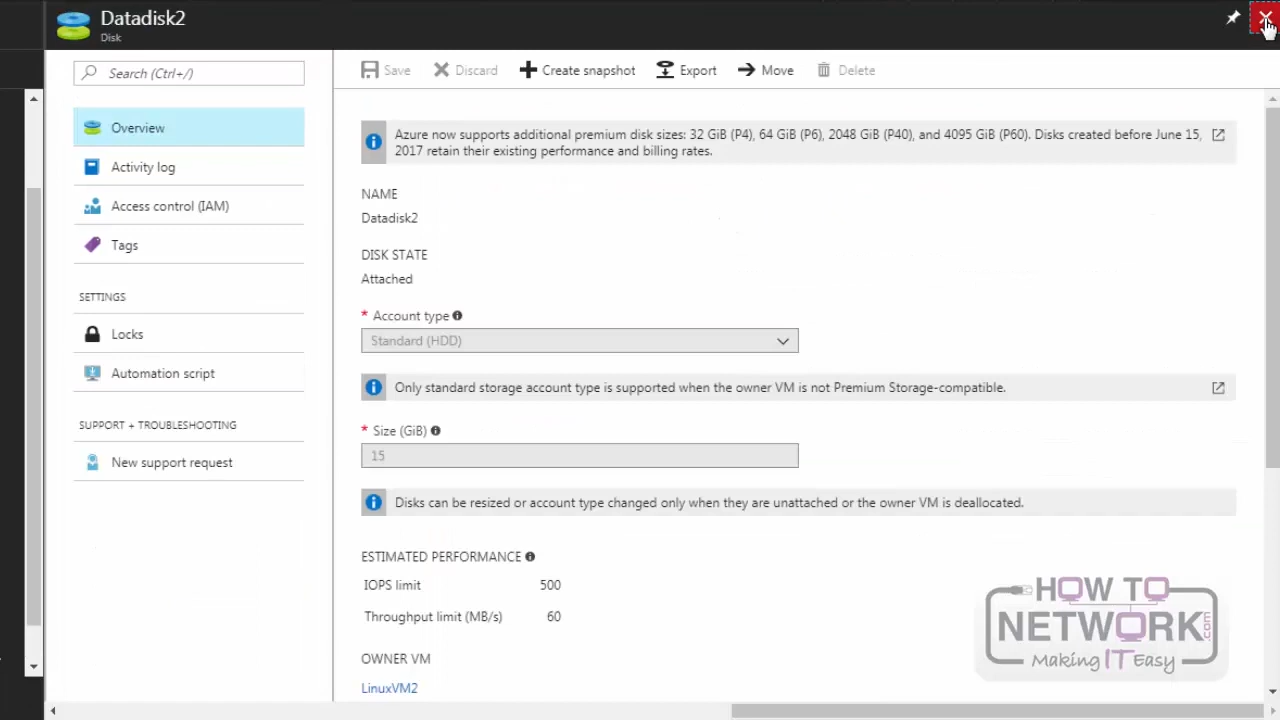 Datadisk2
Disk
Search (Ctrl+/)
Overview
Activity log
Access control (IAM)
Tags
SETTINGS
Locks
Automation script
SUPPORT + TROUBLESHOOTING
New support request
Save Discard Create snapshot Export Move Delete
Azure now supports additional premium disk sizes: 32 GiB (P4), 64 GiB (P6), 2048 GiB (P40), and 4095 GiB (P60). Disks created before June 15,
2017 retain their existing performance and billing rates.
NAME
Datadisk2
DISK STATE
Attached
* Account type
Standard (HDD)
Only standard storage account type is supported when the owner VM is not Premium Storage-compatible.
* Size (GiB)
15
Disks can be resized or account type changed only when they are unattached or the owner VM is deallocated.
ESTIMATED PERFORMANCE
IOPS limit 500
Throughput limit (MB/s) 60
OWNER VM
LinuxVM2
HOW TO
NETWORK.com
Making IT Easy